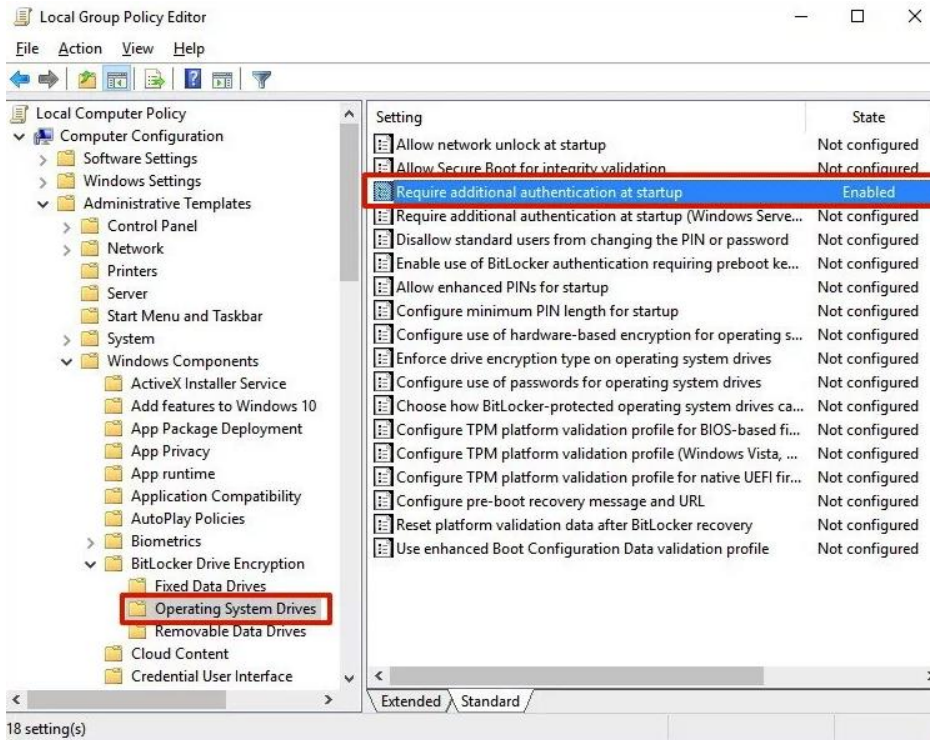 Local Group Policy Editor
File Action View Help
Local Computer Policy
Computer Configuration
Software Settings
Windows Settings
Administrative Templates
Control Panel
Network
Printers
Server
Start Menu and Taskbar
System
Windows Components
ActiveX Installer Service
Add features to Windows 10
App Package Deployment
App Privacy
App runtime
Application Compatibility
AutoPlay Policies
Biometrics
BitLocker Drive Encryption
Fixed Data Drives
Operating System Drives
Removable Data Drives
Cloud Content
Credential User Interface
Setting State
Allow network unlock at startup Not configured
Allow Secure Boot for integrity validation Not configured
Require additional authentication at startup Enabled
Require additional authentication at startup (Windows Serve... Not configured
Disallow standard users from changing the PIN or password Not configured
Enable use of BitLocker authentication requiring preboot ke... Not configured
Allow enhanced PINs for startup Not configured
Configure minimum PIN length for startup Not configured
Configure use of hardware-based encryption for operating s... Not configured
Enforce drive encryption type on operating system drives Not configured
Configure use of passwords for operating system drives Not configured
Choose how BitLocker-protected operating system drives ca... Not configured
Configure TPM platform validation profile for BIOS-based fi... Not configured
Configure TPM platform validation profile (Windows Vista, ... Not configured
Configure TPM platform validation profile for native UEFI fir... Not configured
Configure pre-boot recovery message and URL Not configured
Reset platform validation data after BitLocker recovery Not configured
Use enhanced Boot Configuration Data validation profile Not configured
Extended Standard
18 setting(s)